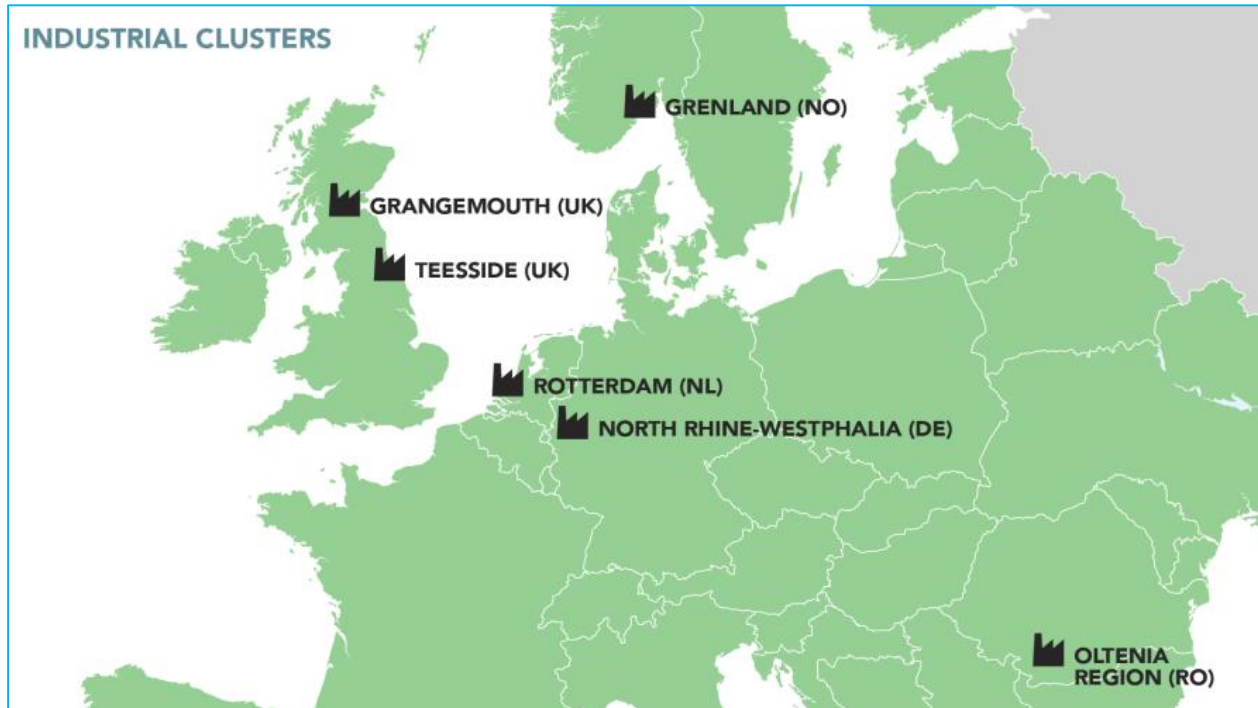 INDUSTRIAL CLUSTERS
GRENLAND (NO)
GRANGEMOUTH (UK)
TEESSIDE (UK)
ROTTERDAM (NL)
NORTH RHINE-WESTPHALIA (DE)
OLTENIA
REGION (RO)